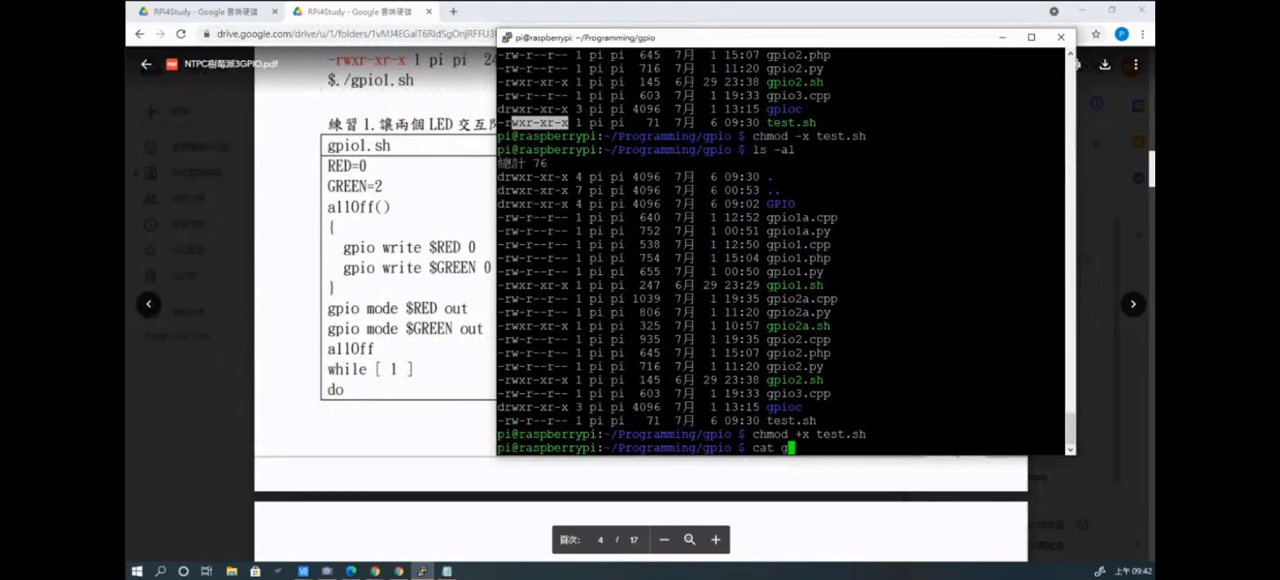 RPi4Study - Google 雲端硬碟
RPi4Study - Google 雲端硬碟
NTPC樹莓派3GPIO.pdf
-rwxr-xr-x 1 pi pi 24
$./gpio1.sh
練習 1. 讓兩個 LED 交互
gpio1.sh
RED=0
GREEN=2
allOff()
{
gpio write $RED 0
gpio write $GREEN 0
}
gpio mode $RED out
gpio mode $GREEN out
allOff
while [ 1 ]
do
pi@raspberrypi: ~/Programming/gpio
-rw-r--r-- 1 pi pi 645 7月 1 15:07 gpio2.php
-rw-r--r-- 1 pi pi 716 7月 1 11:20 gpio2.py
-rwxr-xr-x 1 pi pi 145 6月 29 23:38 gpio2.sh
-rw-r--r-- 1 pi pi 603 7月 1 19:33 gpio3.cpp
drwxr-xr-x 3 pi pi 4096 7月 1 13:15 gpioc
-rwxr-xr-x 1 pi pi 71 7月 6 09:30 test.sh
pi@raspberrypi:~/Programming/gpio $ chmod -x test.sh
pi@raspberrypi:~/Programming/gpio $ ls -al
總計 76
drwxr-xr-x 4 pi pi 4096 7月 6 09:30 .
drwxr-xr-x 7 pi pi 4096 7月 6 00:53 ..
drwxr-xr-x 4 pi pi 4096 7月 6 09:02 GPIO
-rw-r--r-- 1 pi pi 640 7月 1 12:52 gpio1a.cpp
-rw-r--r-- 1 pi pi 752 7月 1 00:51 gpio1a.py
-rw-r--r-- 1 pi pi 538 7月 1 12:50 gpio1.cpp
-rw-r--r-- 1 pi pi 754 7月 1 15:04 gpio1.php
-rw-r--r-- 1 pi pi 655 7月 1 00:50 gpio1.py
-rwxr-xr-x 1 pi pi 247 6月 29 23:29 gpio1.sh
-rw-r--r-- 1 pi pi 1039 7月 1 19:35 gpio2a.cpp
-rw-r--r-- 1 pi pi 806 7月 1 11:20 gpio2a.py
-rwxr-xr-x 1 pi pi 325 7月 1 10:57 gpio2a.sh
-rw-r--r-- 1 pi pi 935 7月 1 19:35 gpio2.cpp
-rw-r--r-- 1 pi pi 645 7月 1 15:07 gpio2.php
-rw-r--r-- 1 pi pi 716 7月 1 11:20 gpio2.py
-rwxr-xr-x 1 pi pi 145 6月 29 23:38 gpio2.sh
-rw-r--r-- 1 pi pi 603 7月 1 19:33 gpio3.cpp
drwxr-xr-x 3 pi pi 4096 7月 1 13:15 gpioc
-rw-r--r-- 1 pi pi 71 7月 6 09:30 test.sh
pi@raspberrypi:~/Programming/gpio $ chmod +x test.sh
pi@raspberrypi:~/Programming/gpio $ cat g
頁次: 4 / 17
上午 09:42